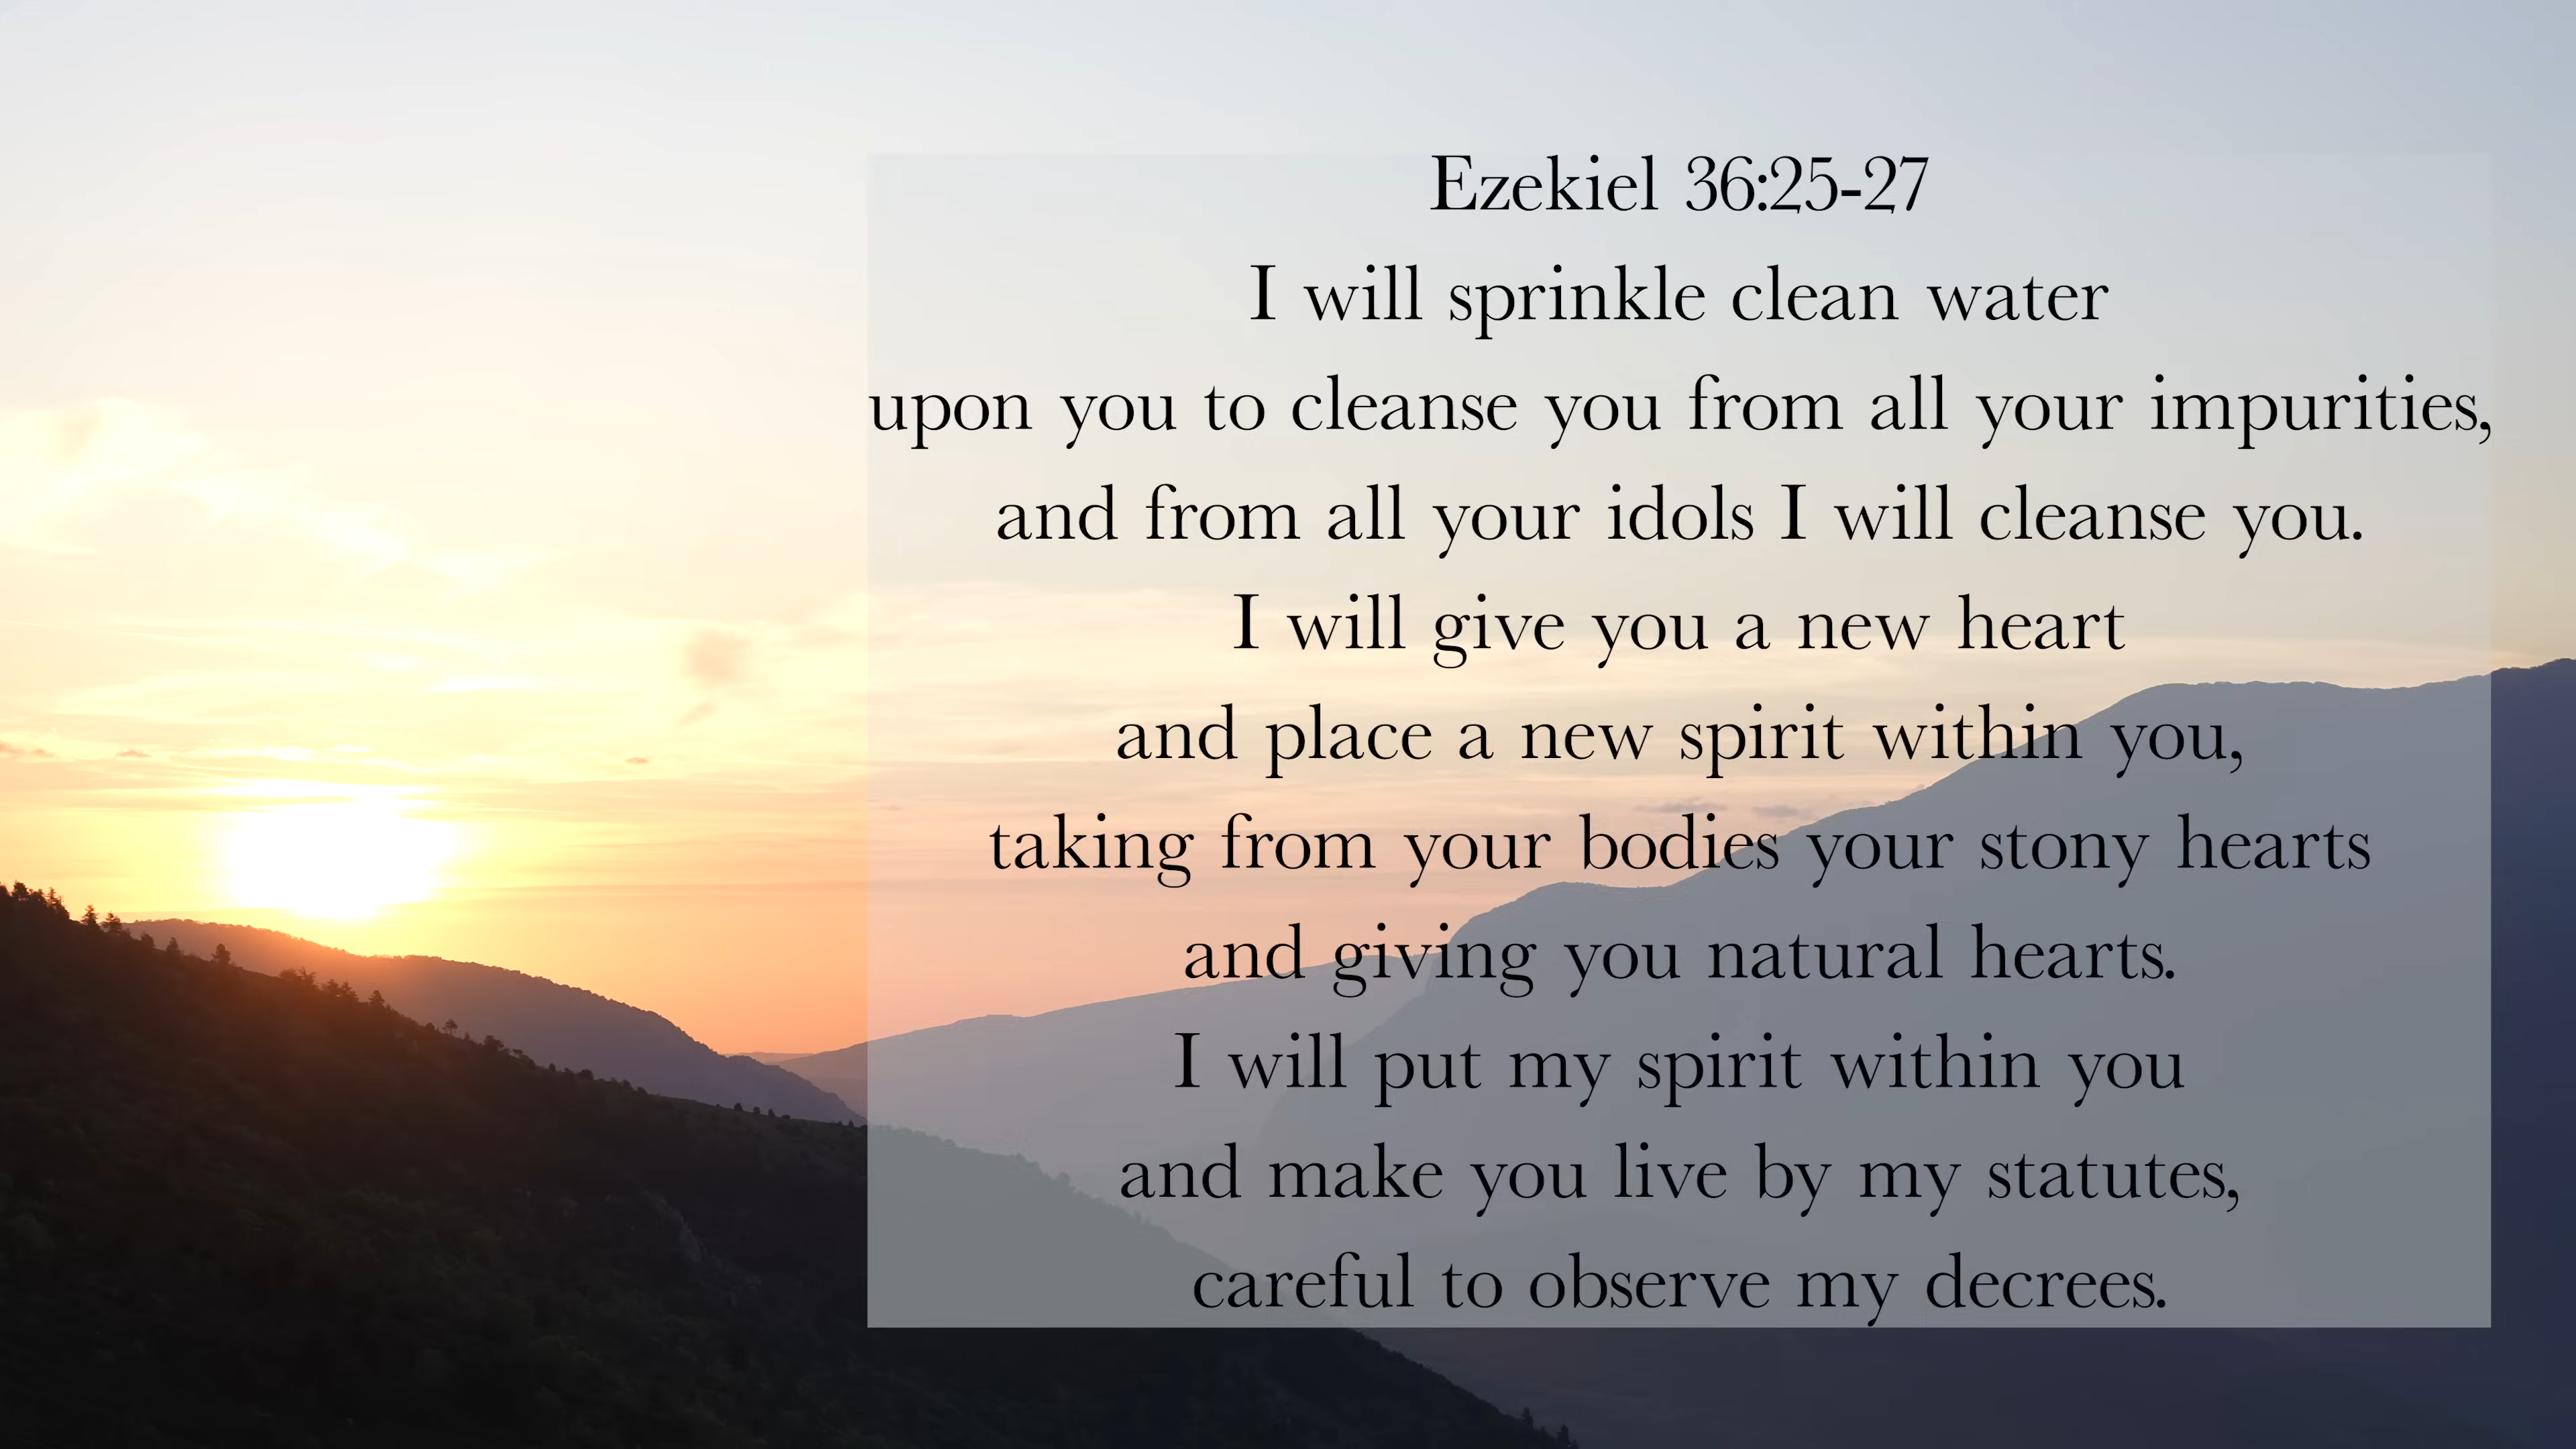 Ezekiel 36:25-27
I will sprinkle clean water
upon you to cleanse you from all your impurities,
and from all your idols I will cleanse you.
I will give you a new heart
and place a new spirit within you,
taking from your bodies your stony hearts
and giving you natural hearts.
I will put my spirit within you
and make you live by my statutes,
careful to observe my decrees.